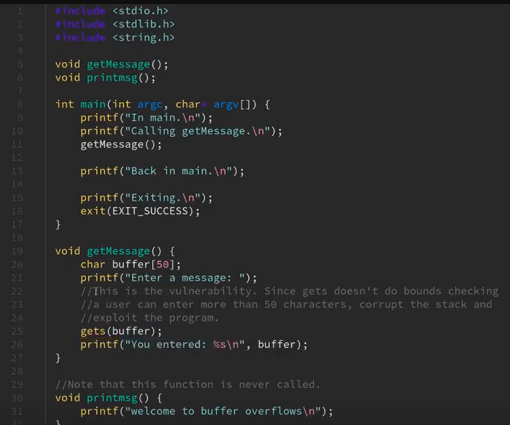 1 #include <stdio.h>
2 #include <stdlib.h>
3 #include <string.h>
4
5 void getMessage();
6 void printmsg();
7
8 int main(int argc, char* argv[]) {
9     printf("In main.\n");
10     printf("Calling getMessage.\n");
11     getMessage();
12
13     printf("Back in main.\n");
14
15     printf("Exiting.\n");
16     exit(EXIT_SUCCESS);
17 }
18
19 void getMessage() {
20     char buffer[50];
21     printf("Enter a message: ");
22     //This is the vulnerability. Since gets doesn't do bounds checking
23     //a user can enter more than 50 characters, corrupt the stack and
24     //exploit the program.
25     gets(buffer);
26     printf("You entered: %s\n", buffer);
27 }
28
29 //Note that this function is never called.
30 void printmsg() {
31     printf("welcome to buffer overflows\n");